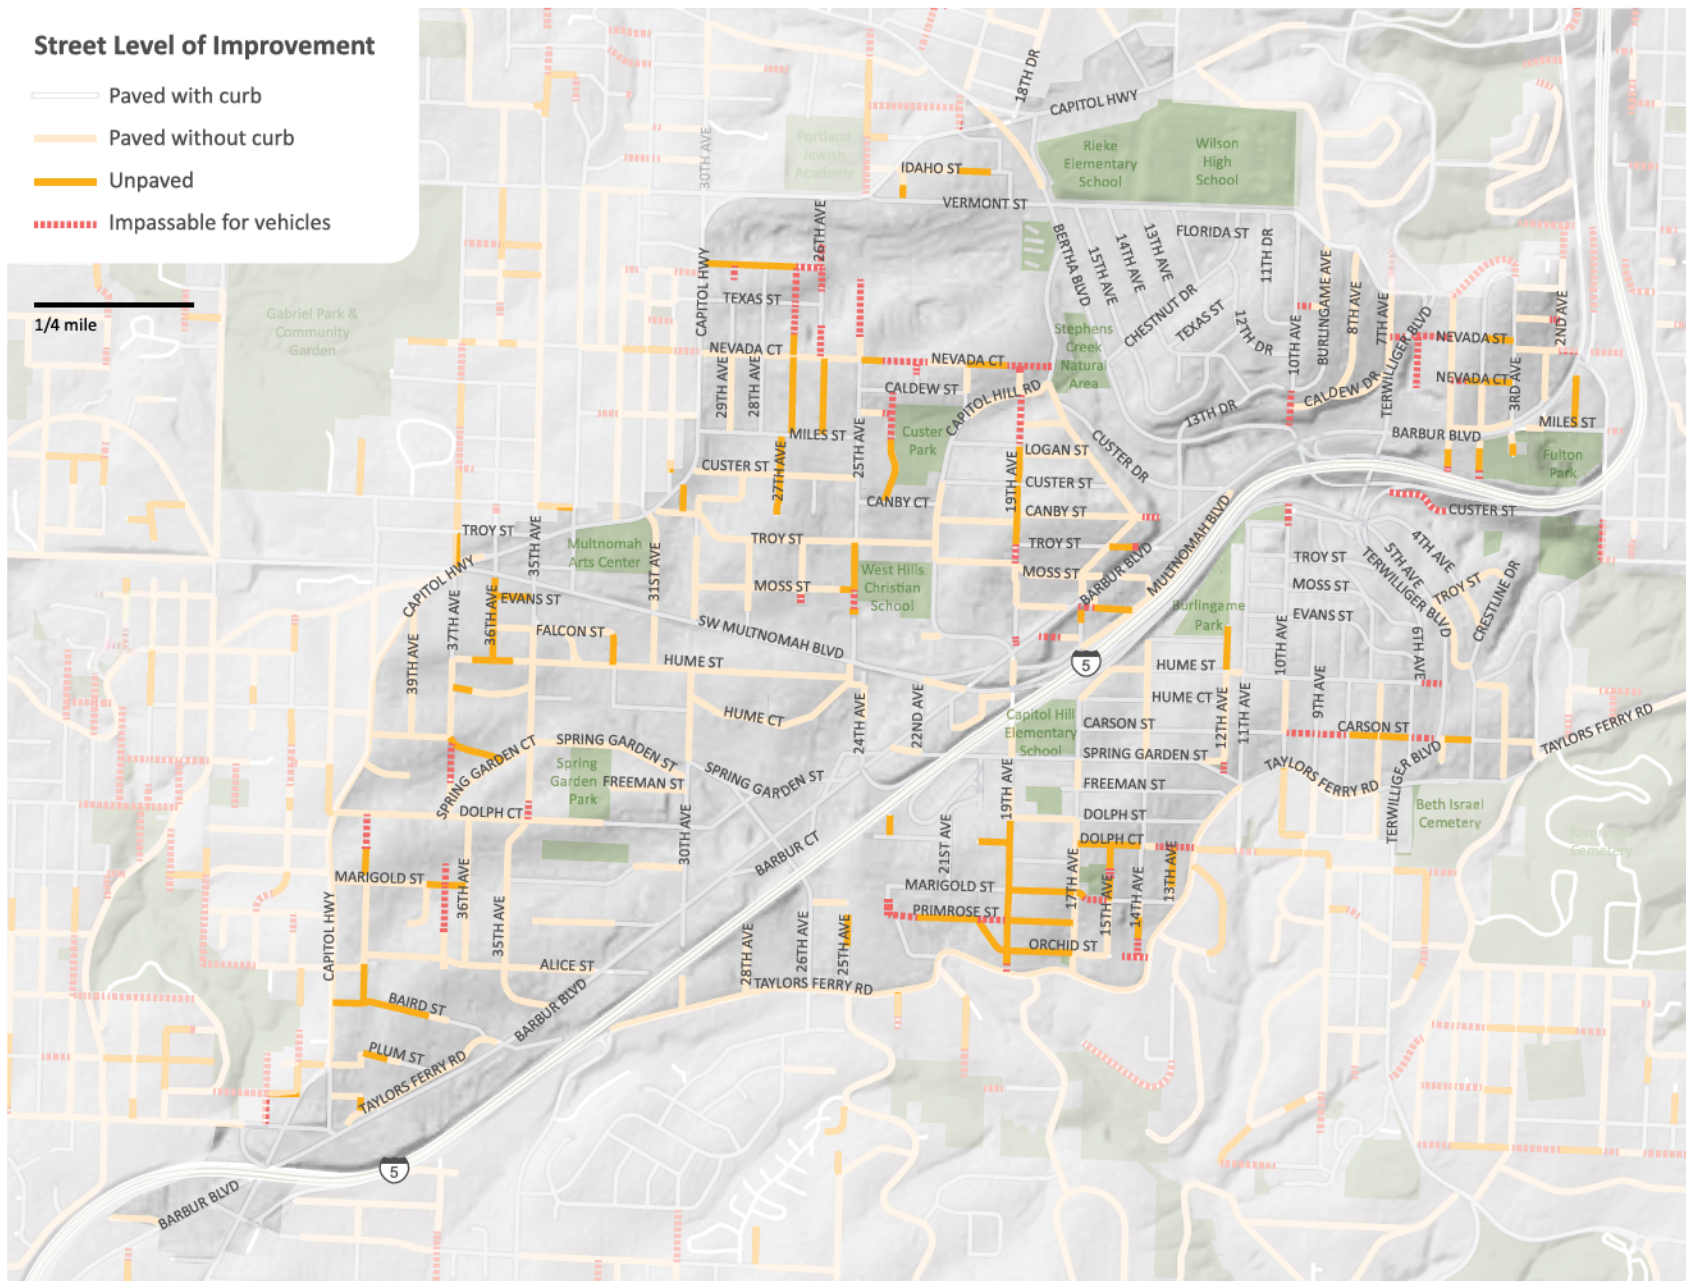 Street Level of Improvement
Paved with curb
Paved without curb
Unpaved
Impassable for vehicles
1/4 mile
18TH DR
CAPITOL HWY
30TH AVE
Portland
Jewish
Academy
IDAHO ST
Rieke
Elementary
School
Wilson
High
School
VERMONT ST
26TH AVE
FLORIDA ST
BERTHA BLVD
15TH AVE
14TH AVE
13TH AVE
11TH DR
CAPITOL HWY
TEXAS ST
CHESTNUT DR
TEXAS ST
12TH DR
10TH AVE
BURLINGAME AVE
8TH AVE
7TH AVE
TERWILLIGER BLVD
NEVADA ST
2ND AVE
Gabriel Park &
Community
Garden
Stephens
Creek
Natural
Area
NEVADA CT
29TH AVE
28TH AVE
NEVADA CT
CALDEW ST
CAPITOL HILL RD
13TH DR
CALDEW DR
NEVADA CT
3RD AVE
MILES ST
25TH AVE
Custer
Park
MILES ST
BARBUR BLVD
Fulton
Park
CUSTER ST
27TH AVE
LOGAN ST
CUSTER DR
CUSTER ST
CANBY CT
19TH AVE
CANBY ST
CUSTER ST
TROY ST
35TH AVE
Multnomah
Arts Center
TROY ST
TROY ST
MULTNOMAH BLVD
TROY ST
5TH AVE
4TH AVE
TERWILLIGER BLVD
TROY ST
CRESTLINE DR
CAPITOL HWY
31ST AVE
MOSS ST
West Hills
Christian
School
MOSS ST
BARBUR BLVD
MOSS ST
EVANS ST
37TH AVE
36TH AVE
EVANS ST
FALCON ST
SW MULTNOMAH BLVD
Burlingame
Park
39TH AVE
HUME ST
5
HUME ST
10TH AVE
6TH AVE
HUME CT
24TH AVE
22ND AVE
Capitol Hill
Elementary
School
HUME CT
12TH AVE
11TH AVE
9TH AVE
CARSON ST
CARSON ST
TAYLORS FERRY RD
SPRING GARDEN CT
SPRING GARDEN ST
SPRING GARDEN ST
SPRING GARDEN ST
TERWILLIGER BLVD
TAYLORS FERRY RD
Spring
Garden
Park
FREEMAN ST
FREEMAN ST
19TH AVE
DOLPH CT
DOLPH ST
DOLPH CT
Beth Israel
Cemetery
Riverview
Cemetery
30TH AVE
BARBUR CT
21ST AVE
MARIGOLD ST
36TH AVE
35TH AVE
MARIGOLD ST
PRIMROSE ST
17TH AVE
15TH AVE
14TH AVE
13TH AVE
CAPITOL HWY
ALICE ST
28TH AVE
26TH AVE
25TH AVE
ORCHID ST
TAYLORS FERRY RD
BAIRD ST
BARBUR BLVD
PLUM ST
TAYLORS FERRY RD
5
BARBUR BLVD